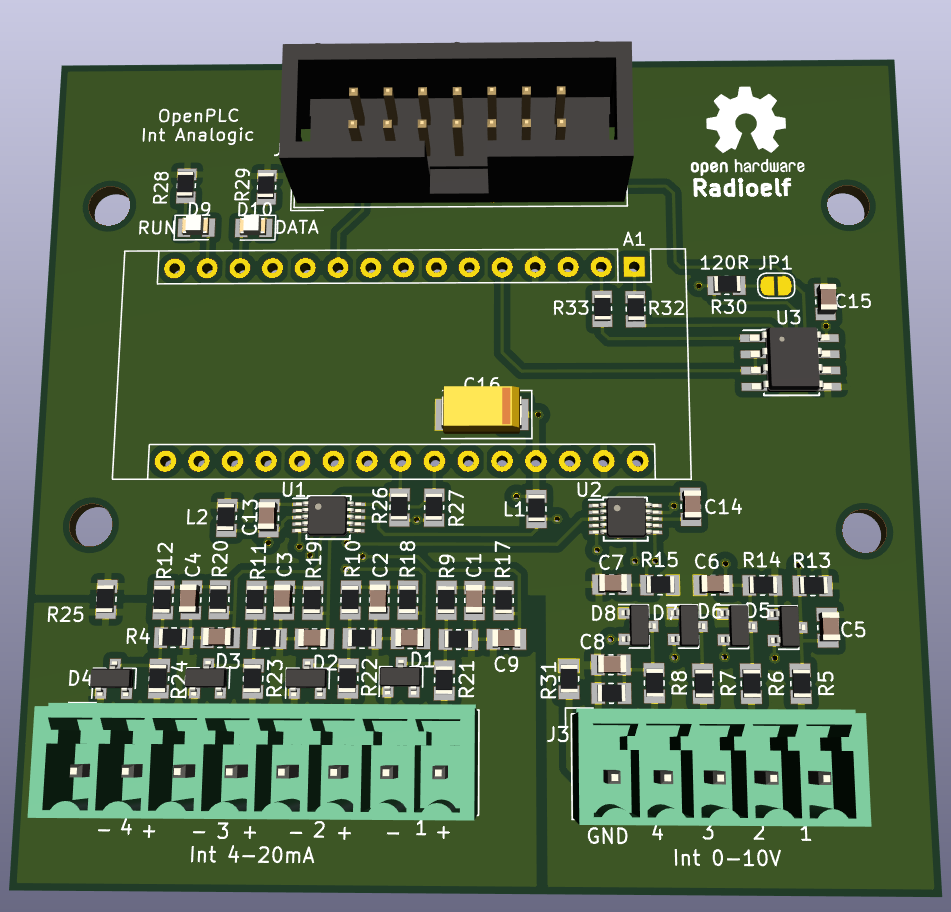 OpenPLC
Int Analogic
open hardware
Radioelf
R28
R29
D9
D10
RUN
DATA
A1
120R
JP1
R30
C15
R33
R32
U3
C16
U1
U2
L2
C13
R26
R27
L1
C14
R12
C4
R20
R11
C3
R19
R10
C2
R18
R9
C1
R17
C7
R15
C6
R14
R13
R25
R4
C9
D8
D7
D6
D5
C5
C8
D4
R24
D3
R23
D2
R22
D1
R21
R31
R8
R7
R6
R5
J3
- 4 + - 3 + - 2 + - 1 +
Int 4-20mA
GND 4 3 2 1
Int 0-10V